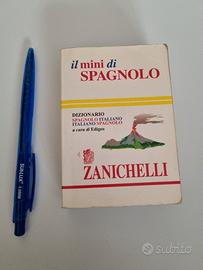 il mini di
SPAGNOLO
DIZIONARIO
SPAGNOLO ITALIANO
ITALIANO SPAGNOLO
a cura di Edigeo
ZANICHELLI
subito